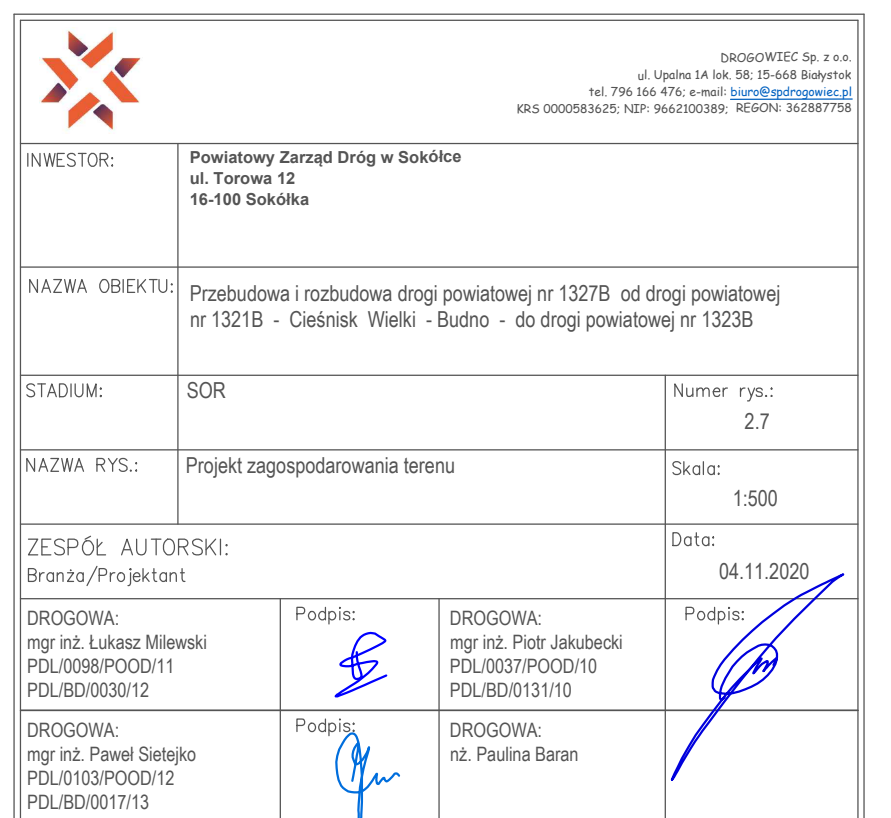 DROGOWIEC Sp. z o.o.
ul. Upalna 1A lok. 58; 15-668 Białystok
tel. 796 166 476; e-mail: biuro@spdrogowiec.pl
KRS 0000583625; NIP: 9662100389; REGON: 362887758
INWESTOR:
Powiatowy Zarząd Dróg w Sokółce
ul. Torowa 12
16-100 Sokółka
NAZWA OBIEKTU:
Przebudowa i rozbudowa drogi powiatowej nr 1327B od drogi powiatowej
nr 1321B - Cieśnisk Wielki - Budno - do drogi powiatowej nr 1323B
STADIUM:
SOR
Numer rys.:
2.7
NAZWA RYS.:
Projekt zagospodarowania terenu
Skala:
1:500
ZESPÓŁ AUTORSKI:
Branża/Projektant
Data:
04.11.2020
DROGOWA:
mgr inż. Łukasz Milewski
PDL/0098/POOD/11
PDL/BD/0030/12
Podpis:
DROGOWA:
mgr inż. Piotr Jakubecki
PDL/0037/POOD/10
PDL/BD/0131/10
Podpis:
DROGOWA:
mgr inż. Paweł Sietejko
PDL/0103/POOD/12
PDL/BD/0017/13
Podpis:
DROGOWA:
nż. Paulina Baran